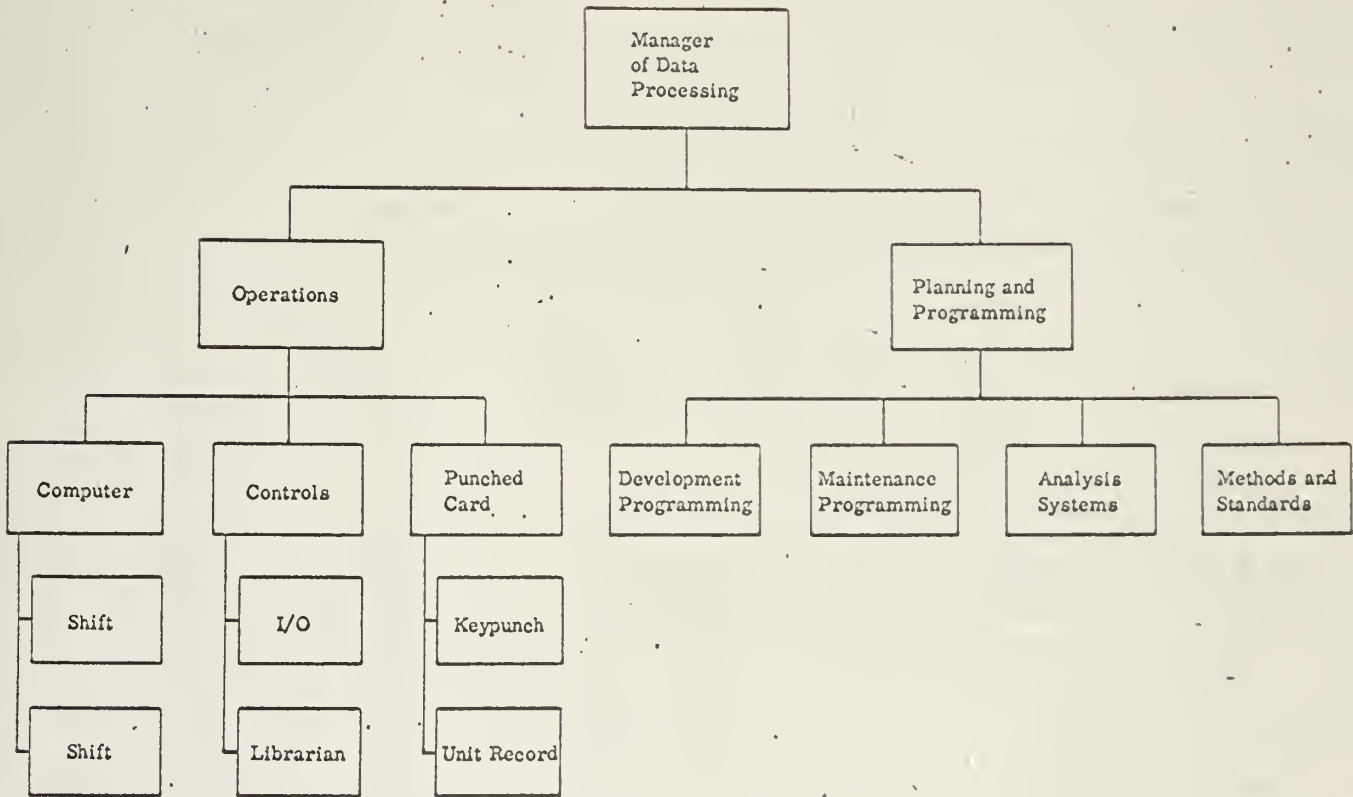 Manager
of Data
Processing
Operations
Planning and
Programming
Computer
Controls
Punched
Card
Development
Programming
Maintenance
Programming
Analysis
Systems
Methods and
Standards
Shift
I/O
Keypunch
Shift
Librarian
Unit Record